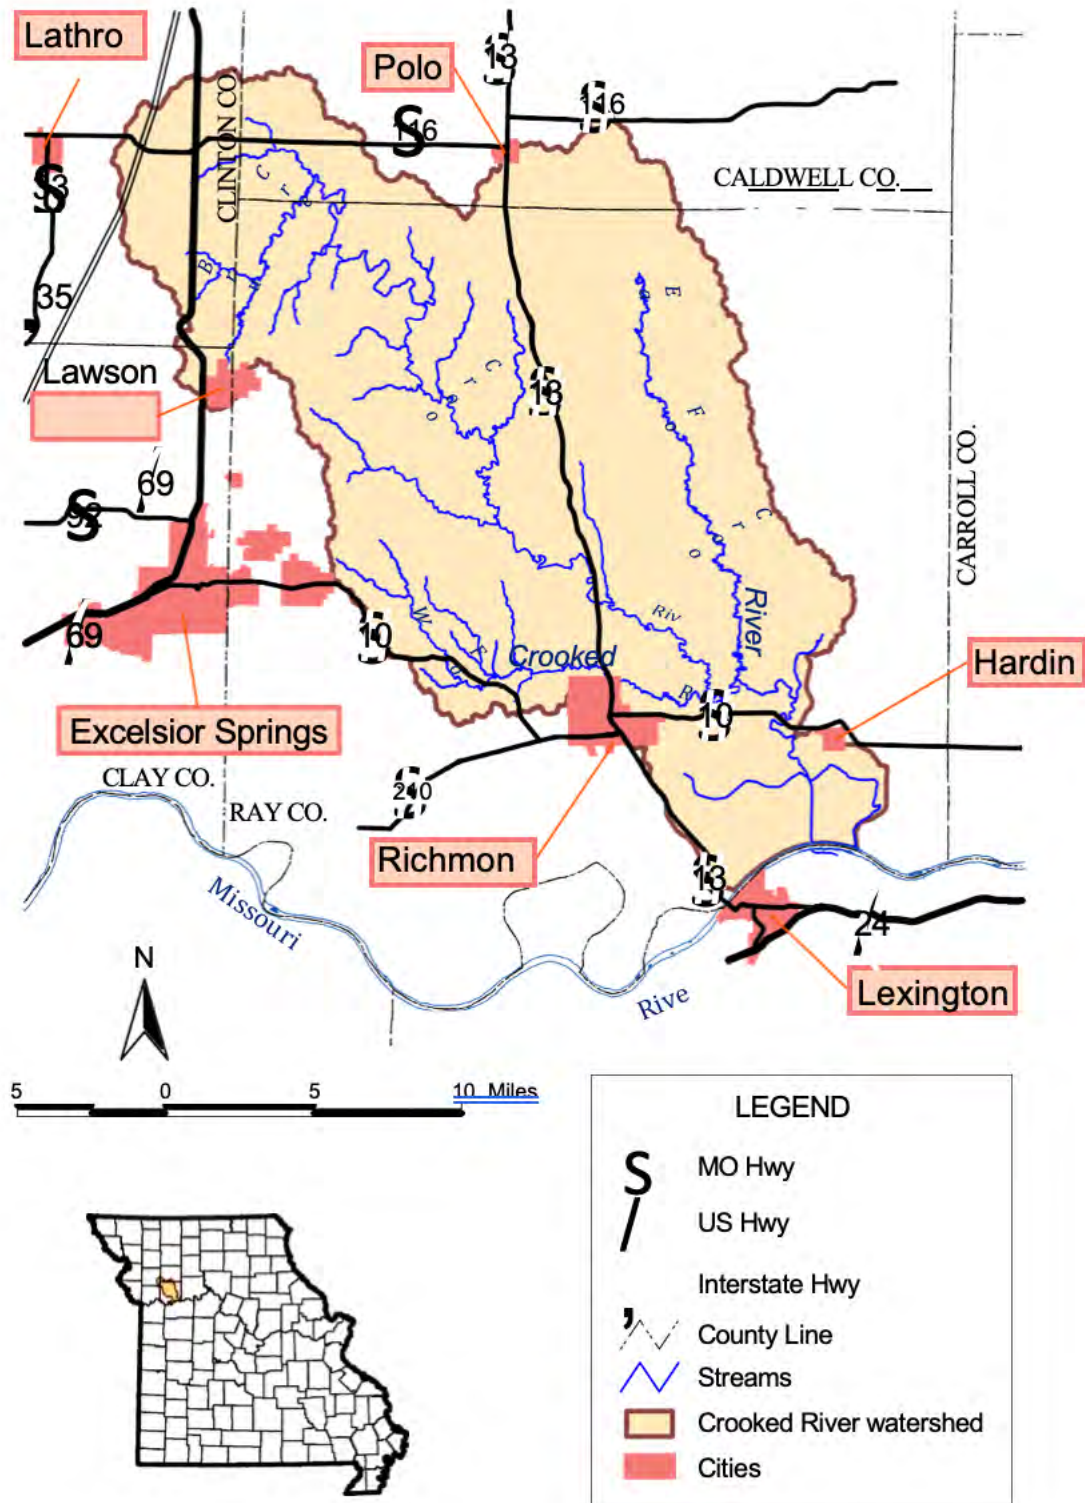 Lathro
Polo
13
116
116
CLINTON CO.
CALDWELL CO.
93
35
Lawson
13
69
92
CARROLL CO.
69
10
Crooked
Riv
River
R
10
Hardin
Excelsior Springs
CLAY CO.
RAY CO.
210
Richmon
13
Missouri
24
Rive
Lexington
N
5 0 5 10 Miles
LEGEND
S MO Hwy
US Hwy
Interstate Hwy
County Line
Streams
Crooked River watershed
Cities